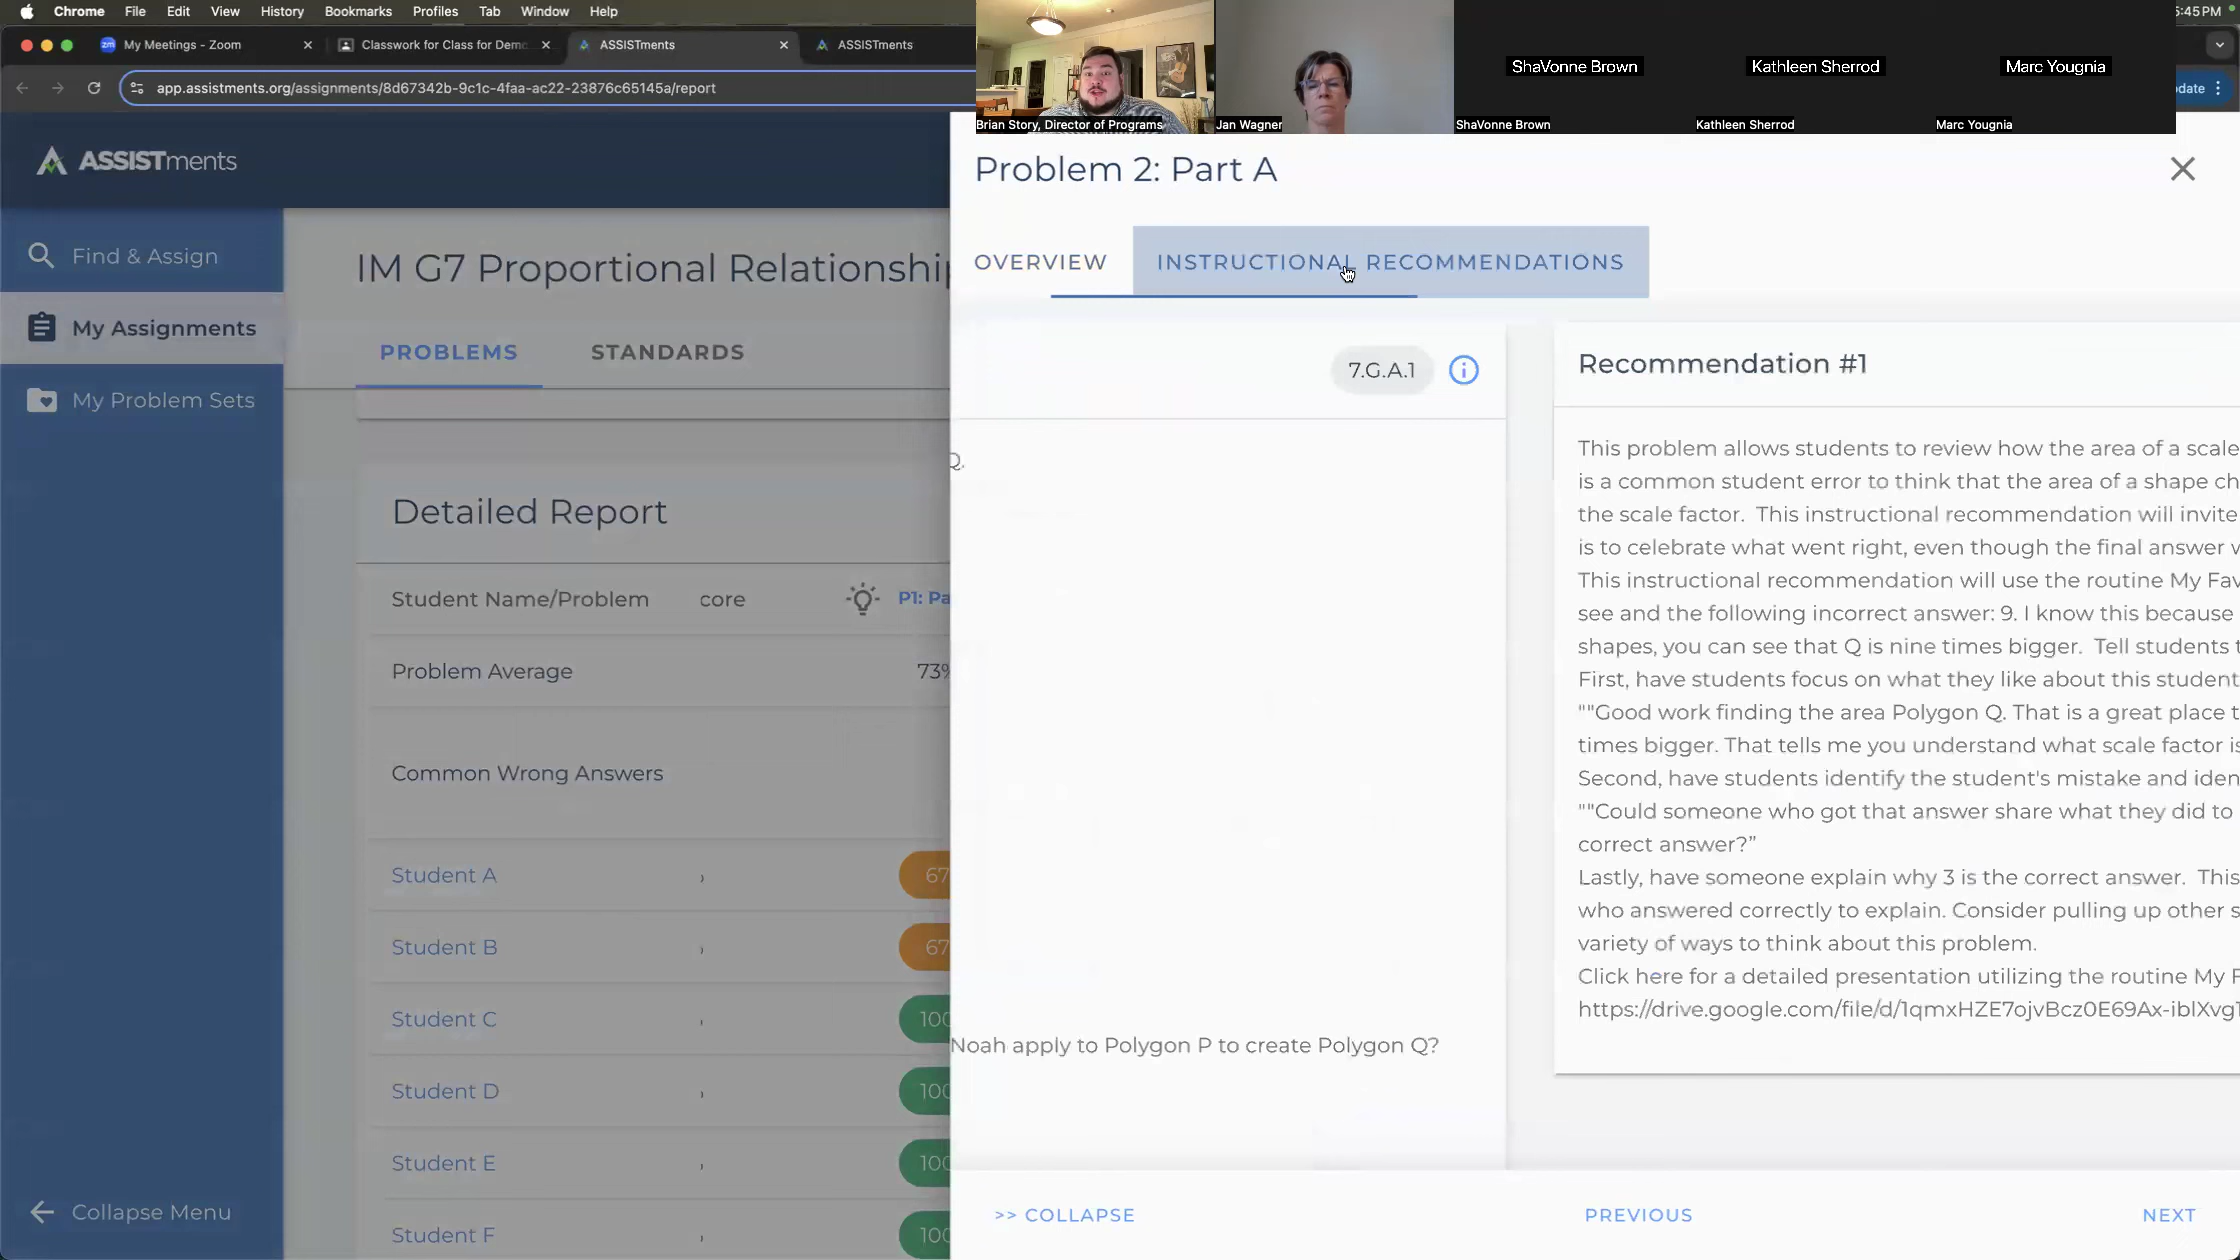 Chrome File Edit View History Bookmarks Profiles Tab Window Help
5:45PM
My Meetings - Zoom
Classwork for Class for Demo
ASSISTments
ASSISTments
app.assistments.org/assignments/8d67342b-9c1c-4faa-ac22-23876c65145a/report
ShaVonne Brown
Kathleen Sherrod
Marc Yougnia
Brian Story, Director of Programs
Jan Wagner
ShaVonne Brown
Kathleen Sherrod
Marc Yougnia
ASSISTments
Find & Assign
My Assignments
My Problem Sets
Collapse Menu
IM G7 Proportional Relationship
PROBLEMS STANDARDS
Detailed Report
Student Name/Problem core P1: Pa
Problem Average 73%
Common Wrong Answers
Student A 67
Student B 67
Student C 100
Student D 100
Student E 100
Student F 100
Problem 2: Part A
OVERVIEW INSTRUCTIONAL RECOMMENDATIONS
7.G.A.1
Q.
Noah apply to Polygon P to create Polygon Q?
Recommendation #1
This problem allows students to review how the area of a scale
is a common student error to think that the area of a shape ch
the scale factor. This instructional recommendation will invite
is to celebrate what went right, even though the final answer w
This instructional recommendation will use the routine My Fav
see and the following incorrect answer: 9. I know this because
shapes, you can see that Q is nine times bigger. Tell students t
First, have students focus on what they like about this student
""Good work finding the area Polygon Q. That is a great place t
times bigger. That tells me you understand what scale factor is
Second, have students identify the student's mistake and iden
""Could someone who got that answer share what they did to
correct answer?”
Lastly, have someone explain why 3 is the correct answer. This
who answered correctly to explain. Consider pulling up other s
variety of ways to think about this problem.
Click here for a detailed presentation utilizing the routine My F
https://drive.google.com/file/d/1qmxHZE7ojvBcz0E69Ax-iblXvg1
>> COLLAPSE PREVIOUS NEXT